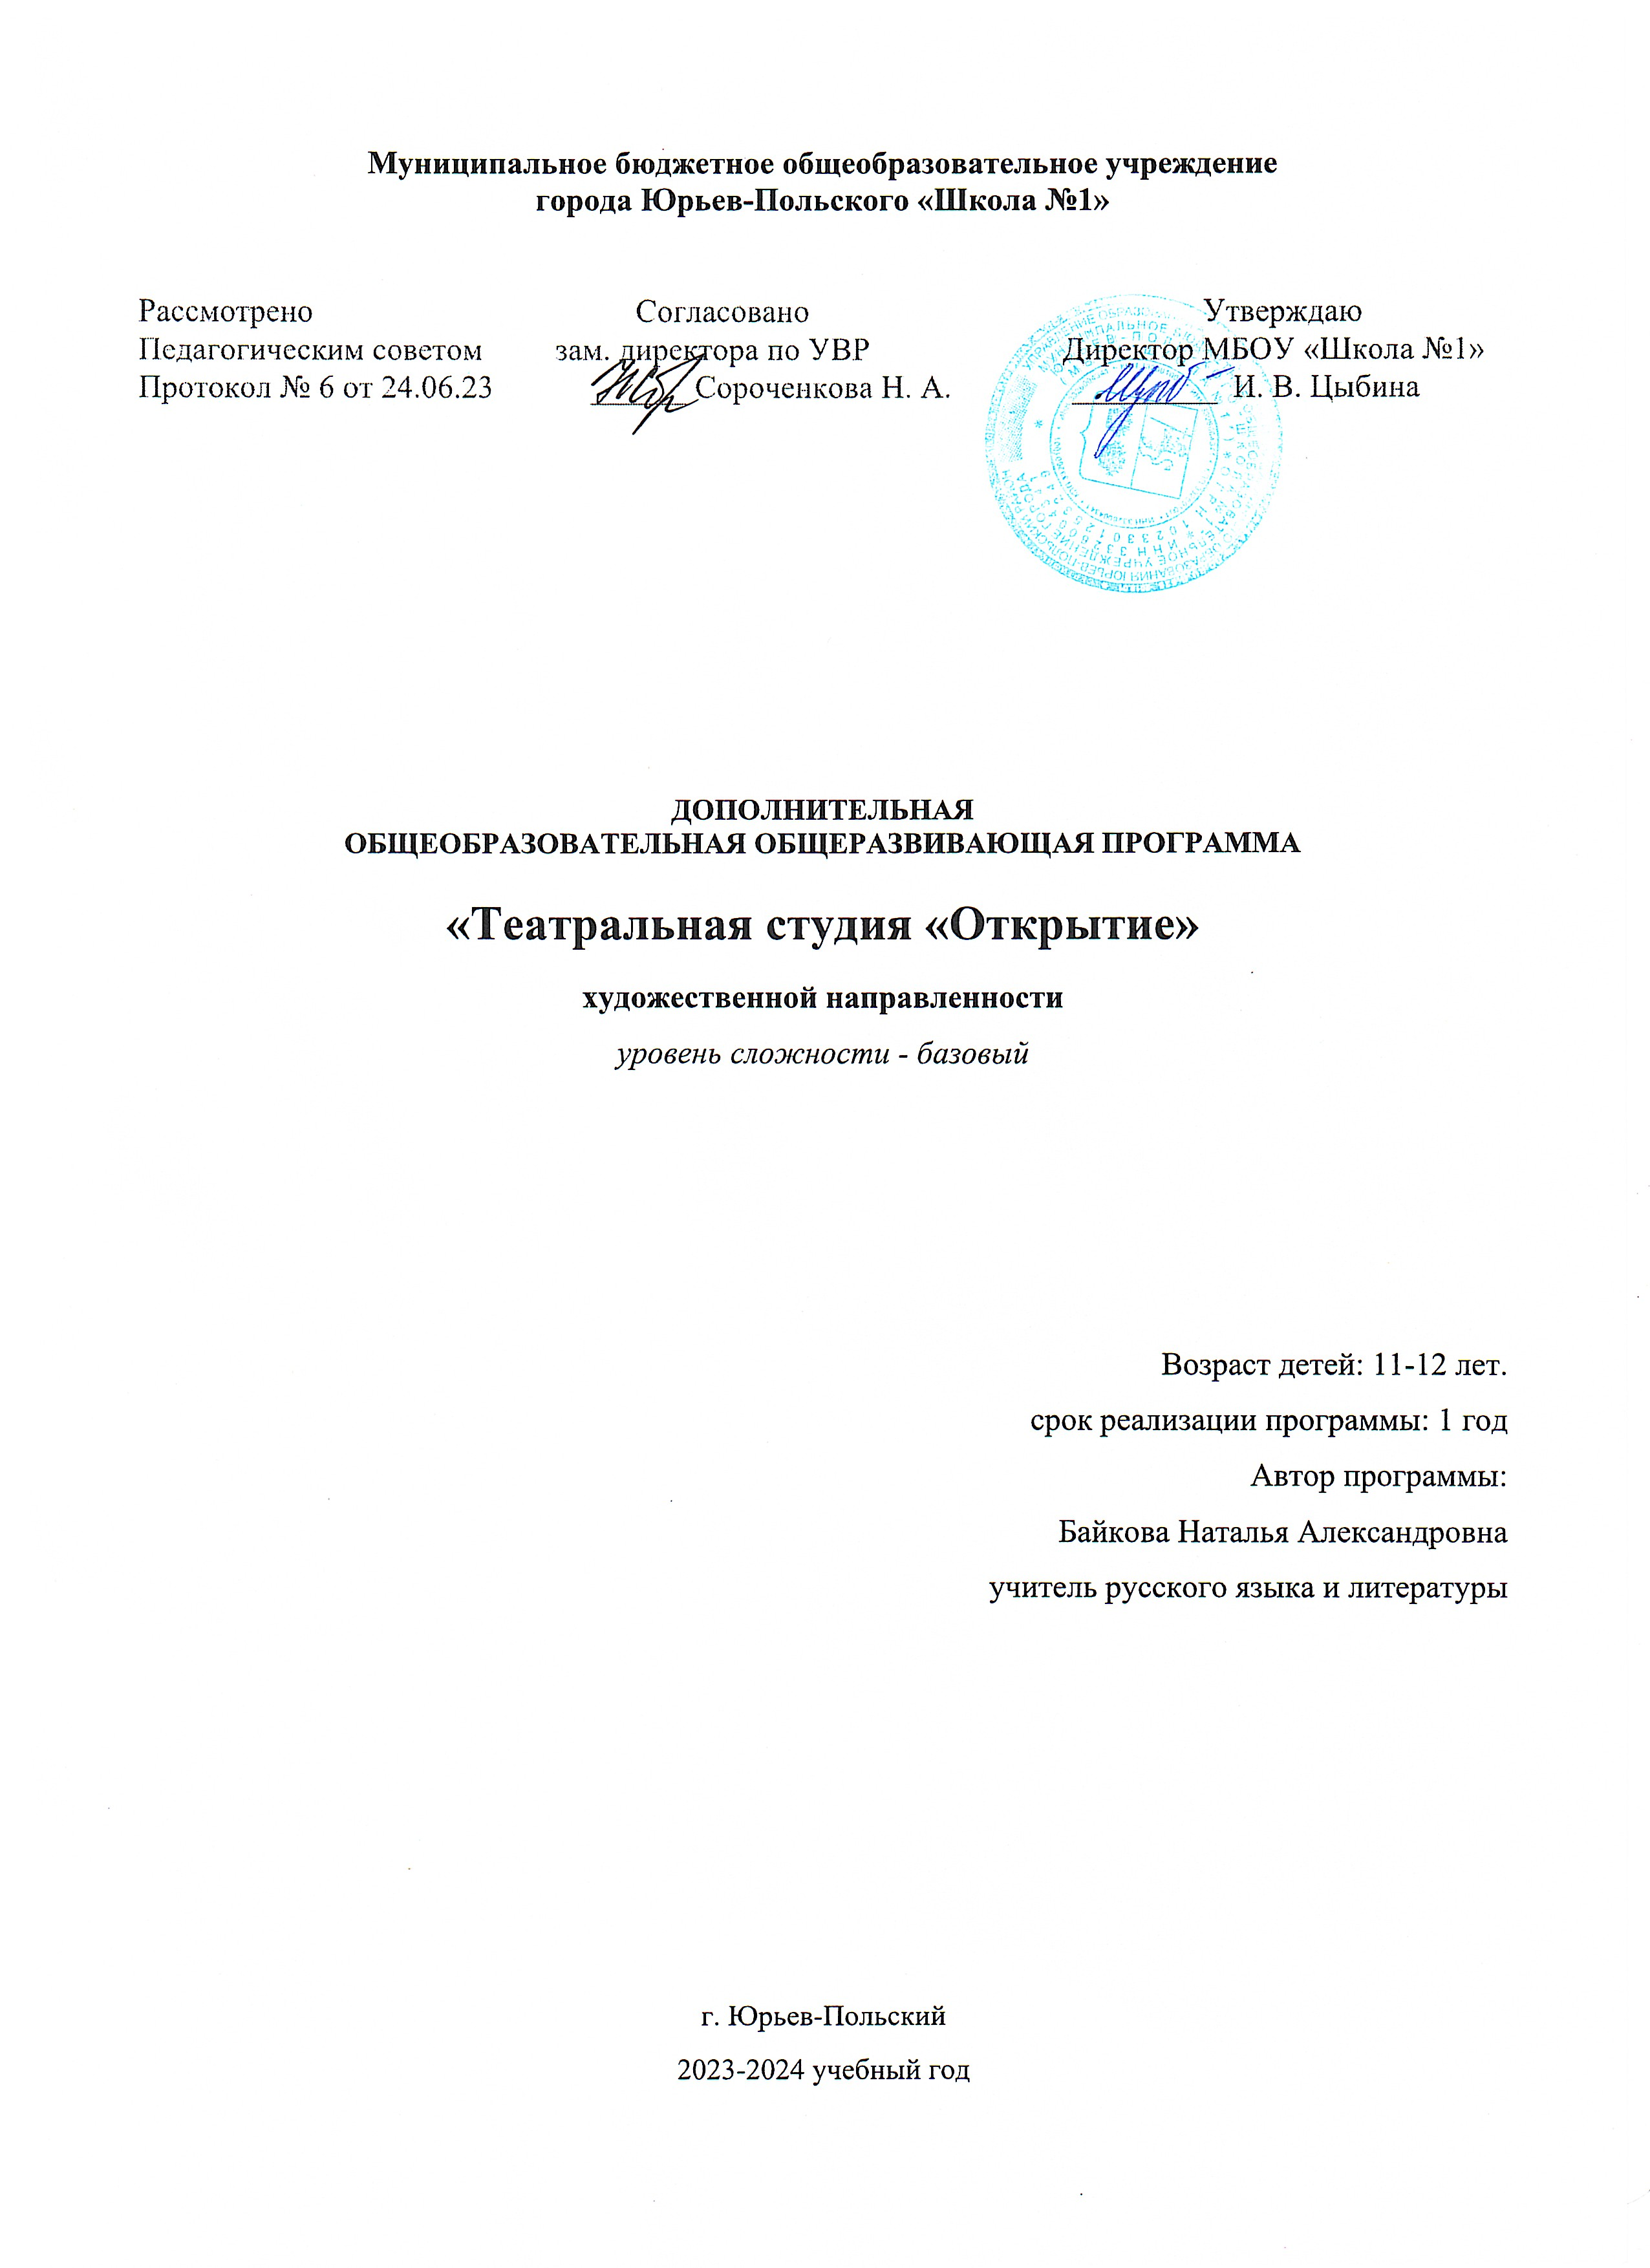 Муниципальное бюджетное общеобразовательное учреждение
города Юрьев-Польского «Школа №1»
Рассмотрено Согласовано Утверждаю
Педагогическим советом зам. директора по УВР Директор МБОУ «Школа №1»
Протокол № 6 от 24.06.23 Сороченкова Н. А. И. В. Цыбина
ДОПОЛНИТЕЛЬНАЯ
ОБЩЕОБРАЗОВАТЕЛЬНАЯ ОБЩЕРАЗВИВАЮЩАЯ ПРОГРАММА
«Театральная студия «Открытие»
художественной направленности
уровень сложности - базовый
Возраст детей: 11-12 лет.
срок реализации программы: 1 год
Автор программы:
Байкова Наталья Александровна
учитель русского языка и литературы
г. Юрьев-Польский
2023-2024 учебный год